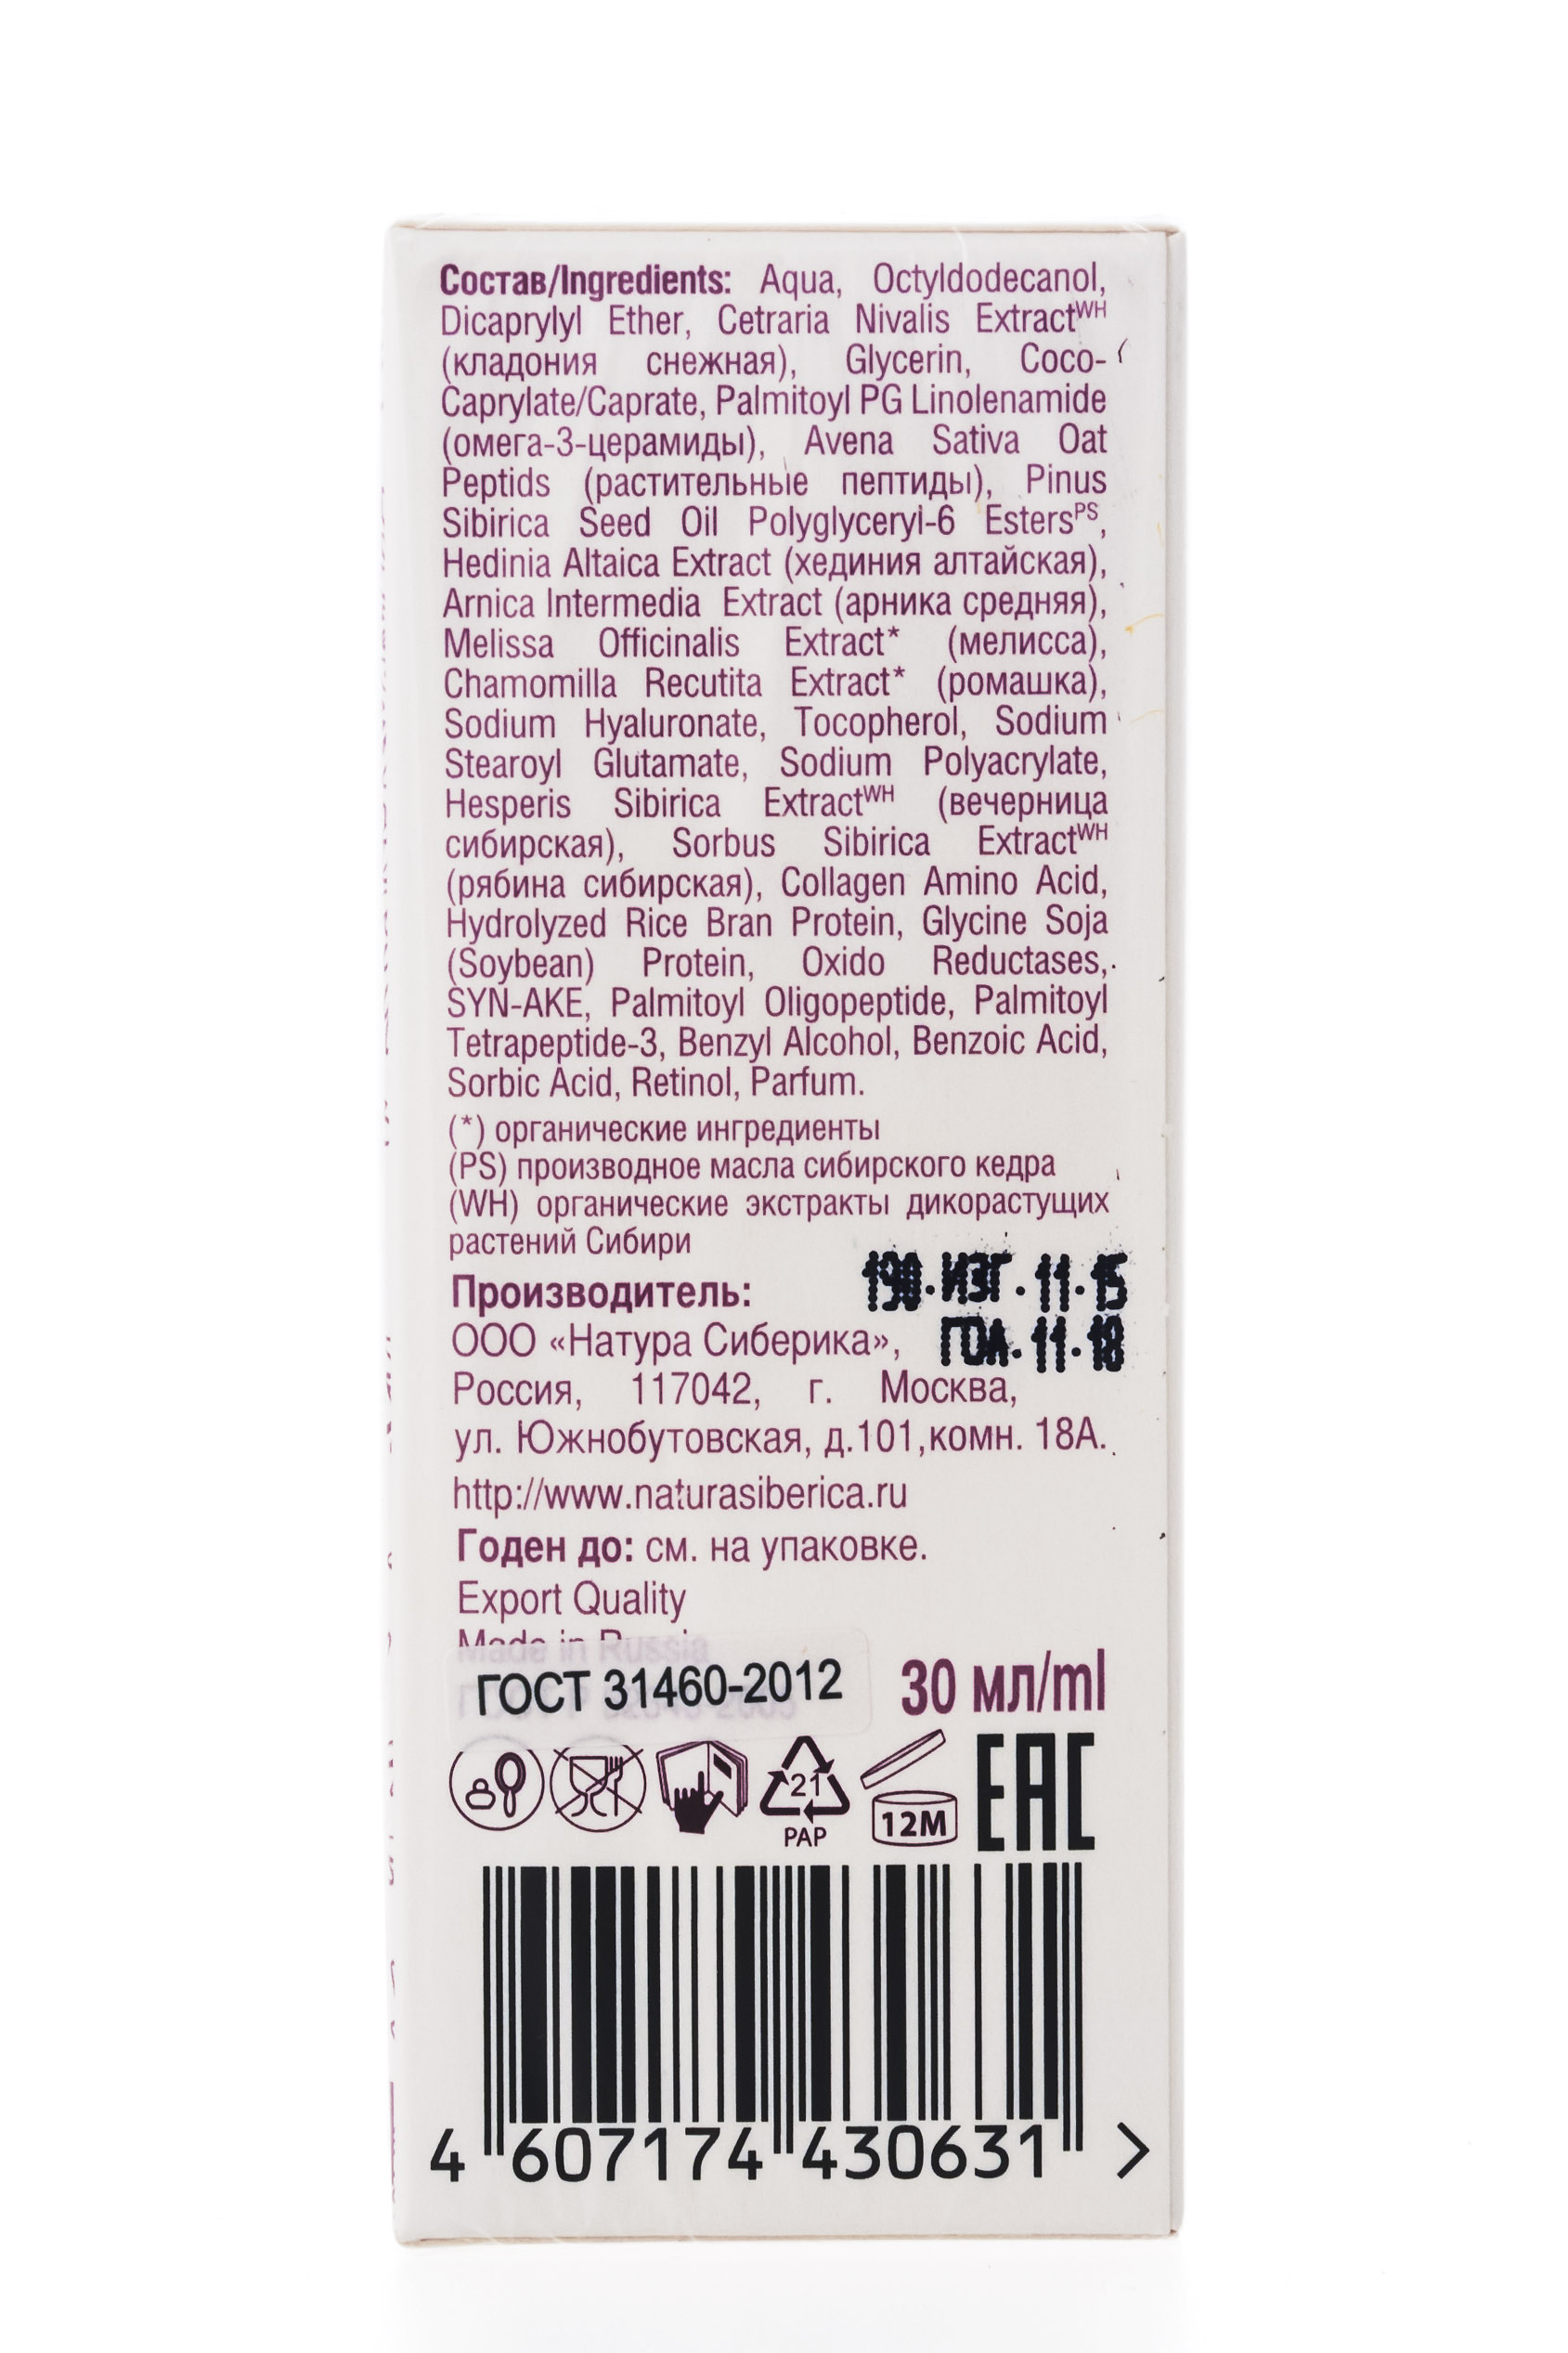 Состав/Ingredients: Aqua, Octyldodecanol,
Dicaprylyl Ether, Cetraria Nivalis Extractᵂᴴ
(кладония снежная), Glycerin, Coco-
Caprylate/Caprate, Palmitoyl PG Linolenamide
(омега-3-церамиды), Avena Sativa Oat
Peptids (растительные пептиды), Pinus
Sibirica Seed Oil Polyglyceryl-6 Estersᴾˢ,
Hedinia Altaica Extract (хединия алтайская),
Arnica Intermedia Extract (арника средняя),
Melissa Officinalis Extract* (мелисса),
Chamomilla Recutita Extract* (ромашка),
Sodium Hyaluronate, Tocopherol, Sodium
Stearoyl Glutamate, Sodium Polyacrylate,
Hesperis Sibirica Extractᵂᴴ (вечерница
сибирская), Sorbus Sibirica Extractᵂᴴ
(рябина сибирская), Collagen Amino Acid,
Hydrolyzed Rice Bran Protein, Glycine Soja
(Soybean) Protein, Oxido Reductases,
SYN-AKE, Palmitoyl Oligopeptide, Palmitoyl
Tetrapeptide-3, Benzyl Alcohol, Benzoic Acid,
Sorbic Acid, Retinol, Parfum.
(*) органические ингредиенты
(PS) производное масла сибирского кедра
(WH) органические экстракты дикорастущих
растений Сибири
190.ИЗГ.11.15
Производитель:
ГОД.11.18
ООО «Натура Сиберика»,
Россия, 117042, г. Москва,
ул. Южнобутовская, д.101,комн. 18А.
http://www.naturasiberica.ru
Годен до: см. на упаковке.
Export Quality
Made in Russia
ГОСТ 31460-2012 30 мл/ml
21
PAP
12M
EAC
4 607174 430631 >